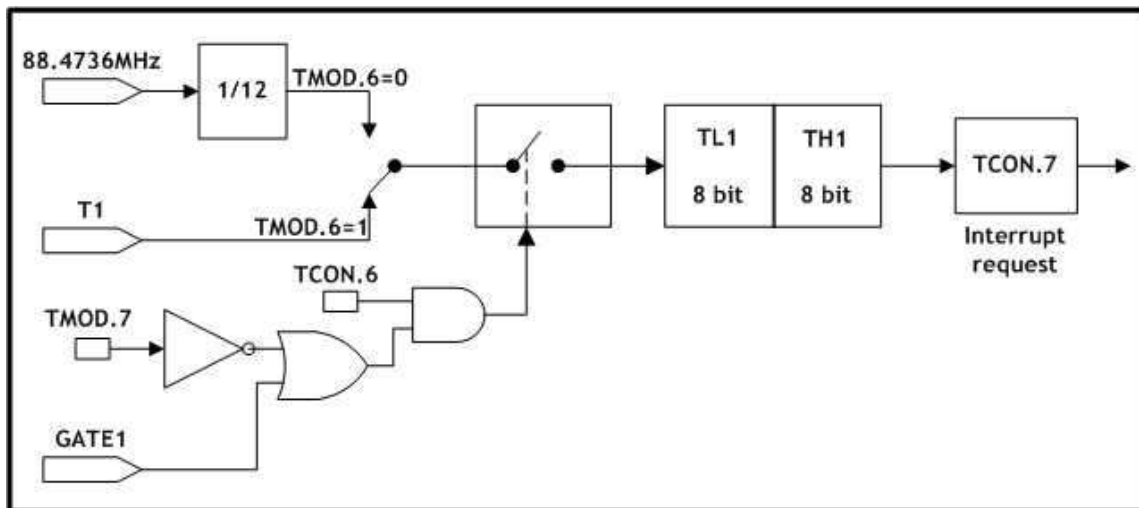 88.4736MHz
1/12
TMOD.6=0
TL1
8 bit
TH1
8 bit
TCON.7
Interrupt
request
T1
TMOD.6=1
TCON.6
TMOD.7
GATE1